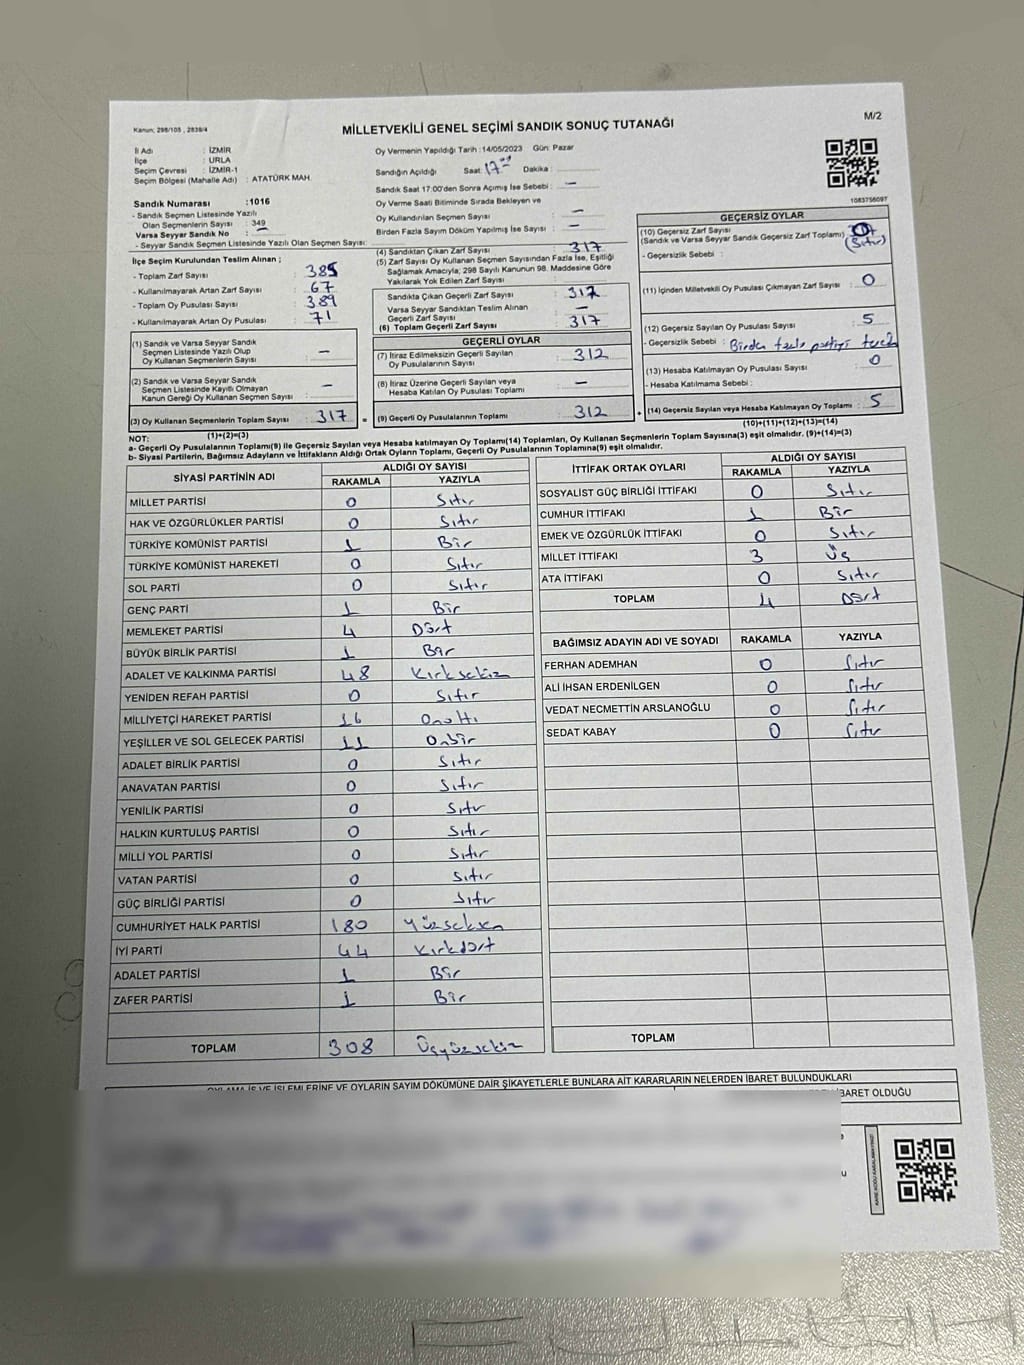 Kanun; 298/105 , 2839/4
MİLLETVEKİLİ GENEL SEÇİMİ SANDIK SONUÇ TUTANAĞI
M/2
İl Adı : İZMİR
İlçe : URLA
Seçim Çevresi : İZMİR-1
Seçim Bölgesi (Mahalle Adı) : ATATÜRK MAH.
Sandık Numarası :1016
- Sandık Seçmen Listesinde Yazılı
Olan Seçmenlerin Sayısı : 349
Varsa Seyyar Sandık No :
- Seyyar Sandık Seçmen Listesinde Yazılı Olan Seçmen Sayısı:
İlçe Seçim Kurulundan Teslim Alınan ;
- Toplam Zarf Sayısı : 385
- Kullanılmayarak Artan Zarf Sayısı : 67
- Toplam Oy Pusulası Sayısı : 389
- Kullanılmayarak Artan Oy Pusulası : 71
(1) Sandık ve Varsa Seyyar Sandık
Seçmen Listesinde Yazılı Olup
Oy Kullanan Seçmenlerin Sayısı : —
(2) Sandık ve Varsa Seyyar Sandık
Seçmen Listesinde Kayıtlı Olmayan
Kanun Gereği Oy Kullanan Seçmen Sayısı : —
(3) Oy Kullanan Seçmenlerin Toplam Sayısı : 317 =
(1)+(2)=(3)
Oy Vermenin Yapıldığı Tarih :14/05/2023 Gün: Pazar
Sandığın Açıldığı Saat: 17:00 Dakika :
Sandık Saat 17:00'den Sonra Açmış İse Sebebi : —
Oy Verme Saati Bitiminde Sırada Bekleyen ve
Oy Kullandırılan Seçmen Sayısı : —
Birden Fazla Sayım Döküm Yapılmış İse Sayısı : —
(4) Sandıktan Çıkan Zarf Sayısı : 317
(5) Zarf Sayısı Oy Kullanan Seçmen Sayısından Fazla İse, Eşitliği
Sağlamak Amacıyla; 298 Sayılı Kanunun 98. Maddesine Göre
Yakılarak Yok Edilen Zarf Sayısı :
Sandıkta Çıkan Geçerli Zarf Sayısı : 317
Varsa Seyyar Sandıktan Teslim Alınan
Geçerli Zarf Sayısı : —
(6) Toplam Geçerli Zarf Sayısı : 317
GEÇERLİ OYLAR
(7) İtiraz Edilmeksizin Geçerli Sayılan
Oy Pusulalarının Sayısı : 312
(8) İtiraz Üzerine Geçerli Sayılan veya
Hesaba Katılan Oy Pusulası Toplamı : —
(9) Geçerli Oy Pusulalarının Toplamı : 312 +
1083756097
GEÇERSİZ OYLAR
(10) Geçersiz Zarf Sayısı
(Sandık ve Varsa Seyyar Sandık Geçersiz Zarf Toplamı) : 0 (Sıfır)
- Geçersizlik Sebebi :
(11) İçinden Milletvekili Oy Pusulası Çıkmayan Zarf Sayısı : 0
(12) Geçersiz Sayılan Oy Pusulası Sayısı : 5
- Geçersizlik Sebebi : Birden fazla partiyi tercih
(13) Hesaba Katılmayan Oy Pusulası Sayısı : 0
- Hesaba Katılmama Sebebi :
(14) Geçersiz Sayılan veya Hesaba Katılmayan Oy Toplamı : 5
(10)+(11)+(12)+(13)=(14)
NOT:
a- Geçerli Oy Pusulalarının Toplamı(9) ile Geçersiz Sayılan veya Hesaba katılmayan Oy Toplamı(14) Toplamları, Oy Kullanan Seçmenlerin Toplam Sayısına(3) eşit olmalıdır. (9)+(14)=(3)
b- Siyasi Partilerin, Bağımsız Adayların ve İttifakların Aldığı Ortak Oyların Toplamı, Geçerli Oy Pusulalarının Toplamına(9) eşit olmalıdır.
SİYASİ PARTİNİN ADI ALDIĞI OY SAYISI
RAKAMLA YAZIYLA
MİLLET PARTİSİ 0 Sıfır
HAK VE ÖZGÜRLÜKLER PARTİSİ 0 Sıfır
TÜRKİYE KOMÜNİST PARTİSİ 1 Bir
TÜRKİYE KOMÜNİST HAREKETİ 0 Sıfır
SOL PARTİ 0 Sıfır
GENÇ PARTİ 1 Bir
MEMLEKET PARTİSİ 4 Dört
BÜYÜK BİRLİK PARTİSİ 1 Bir
ADALET VE KALKINMA PARTİSİ 48 Kırksekiz
YENİDEN REFAH PARTİSİ 0 Sıfır
MİLLİYETÇİ HAREKET PARTİSİ 16 Onaltı
YEŞİLLER VE SOL GELECEK PARTİSİ 11 Onbir
ADALET BİRLİK PARTİSİ 0 Sıfır
ANAVATAN PARTİSİ 0 Sıfır
YENİLİK PARTİSİ 0 Sıfır
HALKIN KURTULUŞ PARTİSİ 0 Sıfır
MİLLİ YOL PARTİSİ 0 Sıfır
VATAN PARTİSİ 0 Sıfır
GÜÇ BİRLİĞİ PARTİSİ 0 Sıfır
CUMHURİYET HALK PARTİSİ 180 Yüzseksen
İYİ PARTİ 44 Kırkdört
ADALET PARTİSİ 1 Bir
ZAFER PARTİSİ 1 Bir
TOPLAM 308 Üçyüzsekiz
İTTİFAK ORTAK OYLARI ALDIĞI OY SAYISI
RAKAMLA YAZIYLA
SOSYALİST GÜÇ BİRLİĞİ İTTİFAKI 0 Sıfır
CUMHUR İTTİFAKI 1 Bir
EMEK VE ÖZGÜRLÜK İTTİFAKI 0 Sıfır
MİLLET İTTİFAKI 3 Üç
ATA İTTİFAKI 0 Sıfır
TOPLAM 4 Dört
BAĞIMSIZ ADAYIN ADI VE SOYADI RAKAMLA YAZIYLA
FERHAN ADEMHAN 0 Sıfır
ALİ İHSAN ERDENİLGEN 0 Sıfır
VEDAT NECMETTİN ARSLANOĞLU 0 Sıfır
SEDAT KABAY 0 Sıfır
TOPLAM
OYLAMA İŞ VE İŞLEMLERİNE VE OYLARIN SAYIM DÖKÜMÜNE DAİR ŞİKAYETLERLE BUNLARA AİT KARARLARIN NELERDEN İBARET BULUNDUKLARI
İBARET OLDUĞU